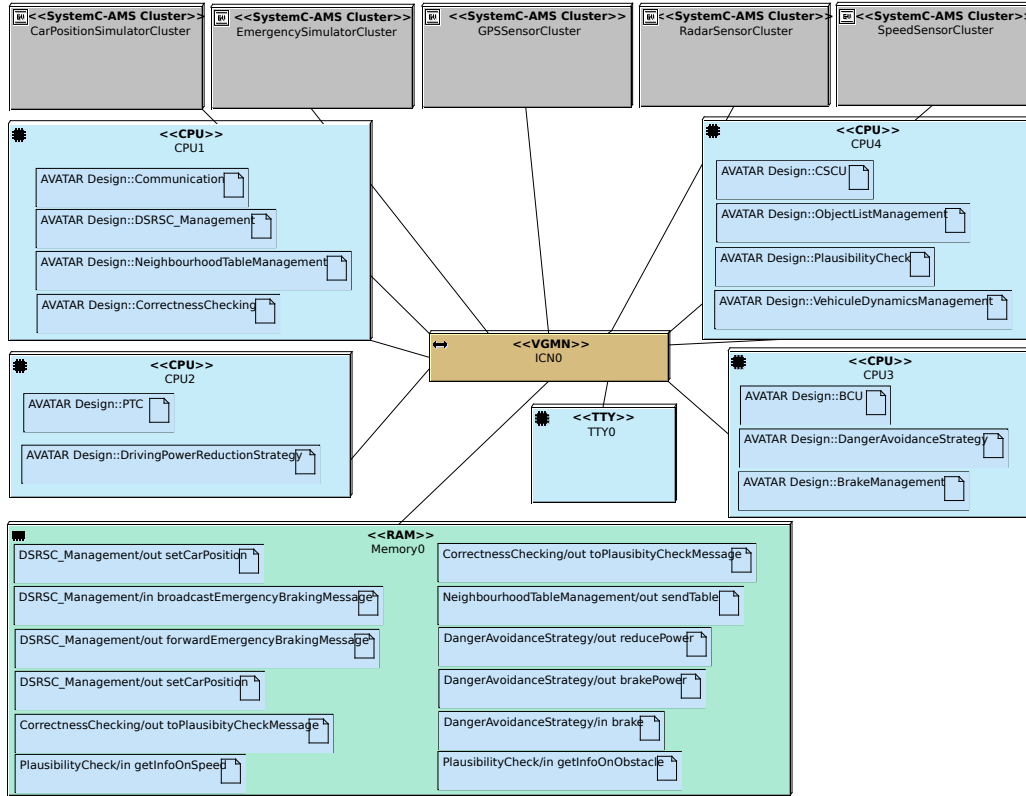 <<SystemC-AMS Cluster>>
CarPositionSimulatorCluster
<<SystemC-AMS Cluster>>
EmergencySimulatorCluster
<<SystemC-AMS Cluster>>
GPSSensorCluster
<<SystemC-AMS Cluster>>
RadarSensorCluster
<<SystemC-AMS Cluster>>
SpeedSensorCluster
<<CPU>>
CPU1
AVATAR Design::Communication
AVATAR Design::DSRSC_Management
AVATAR Design::NeighbourhoodTableManagement
AVATAR Design::CorrectnessChecking
<<CPU>>
CPU4
AVATAR Design::CSCU
AVATAR Design::ObjectListManagement
AVATAR Design::PlausibilityCheck
AVATAR Design::VehiculeDynamicsManagement
<<VGMN>>
ICN0
<<CPU>>
CPU2
AVATAR Design::PTC
AVATAR Design::DrivingPowerReductionStrategy
<<TTY>>
TTY0
<<CPU>>
CPU3
AVATAR Design::BCU
AVATAR Design::DangerAvoidanceStrategy
AVATAR Design::BrakeManagement
<<RAM>>
Memory0
DSRSC_Management/out setCarPosition
DSRSC_Management/in broadcastEmergencyBrakingMessage
DSRSC_Management/out forwardEmergencyBrakingMessage
DSRSC_Management/out setCarPosition
CorrectnessChecking/out toPlausibityCheckMessage
PlausibilityCheck/in getInfoOnSpeed
CorrectnessChecking/out toPlausibityCheckMessage
NeighbourhoodTableManagement/out sendTable
DangerAvoidanceStrategy/out reducePower
DangerAvoidanceStrategy/out brakePower
DangerAvoidanceStrategy/in brake
PlausibilityCheck/in getInfoOnObstacle